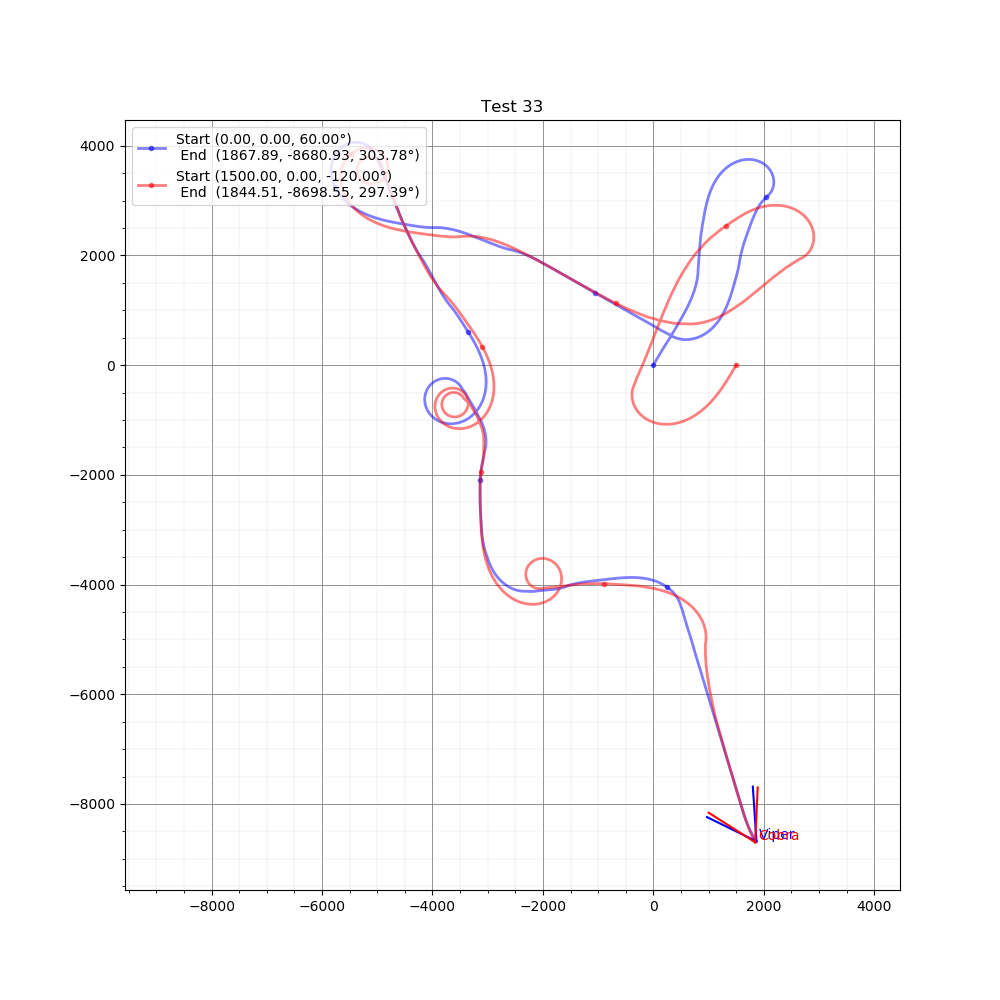 Test 33
Start (0.00, 0.00, 60.00°)
End (1867.89, -8680.93, 303.78°)
Start (1500.00, 0.00, -120.00°)
End (1844.51, -8698.55, 297.39°)
4000
2000
0
−2000
−4000
−6000
−8000
−8000 −6000 −4000 −2000 0 2000 4000